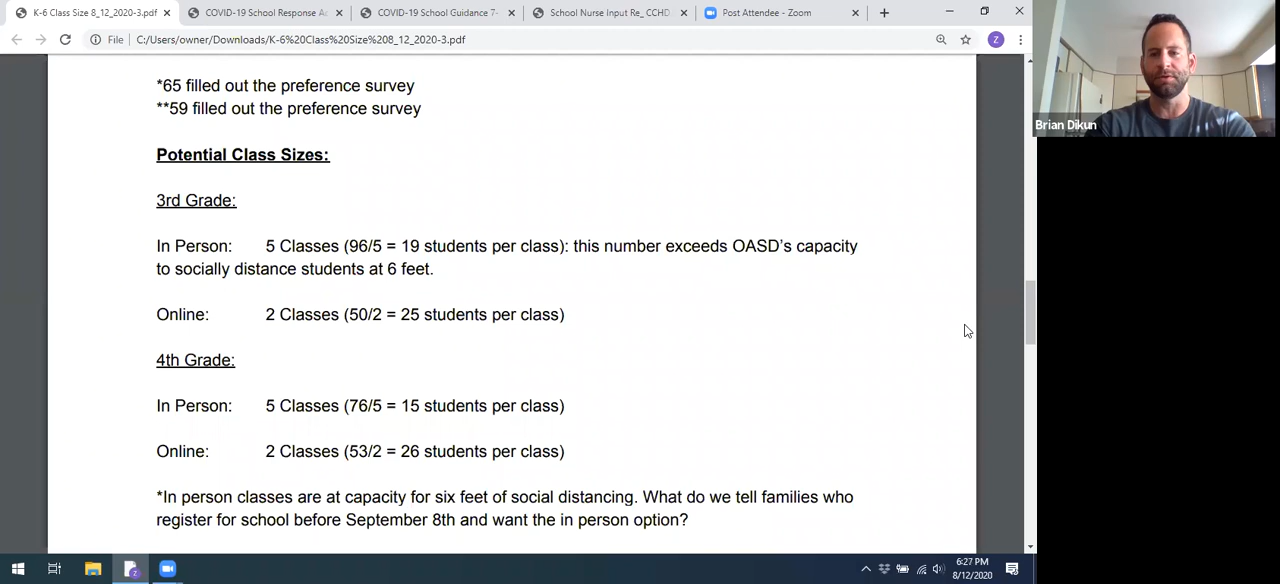 K-6 Class Size 8_12_2020-3.pdf
COVID-19 School Response Ac
COVID-19 School Guidance 7-
School Nurse Input Re_ CCHD
Post Attendee - Zoom
File
C:/Users/owner/Downloads/K-6%20Class%20Size%208_12_2020-3.pdf
Z
*65 filled out the preference survey
**59 filled out the preference survey
Potential Class Sizes:
3rd Grade:
In Person: 5 Classes (96/5 = 19 students per class): this number exceeds OASD's capacity
to socially distance students at 6 feet.
Online: 2 Classes (50/2 = 25 students per class)
4th Grade:
In Person: 5 Classes (76/5 = 15 students per class)
Online: 2 Classes (53/2 = 26 students per class)
*In person classes are at capacity for six feet of social distancing. What do we tell families who
register for school before September 8th and want the in person option?
Brian Dikun
6:27 PM
8/12/2020